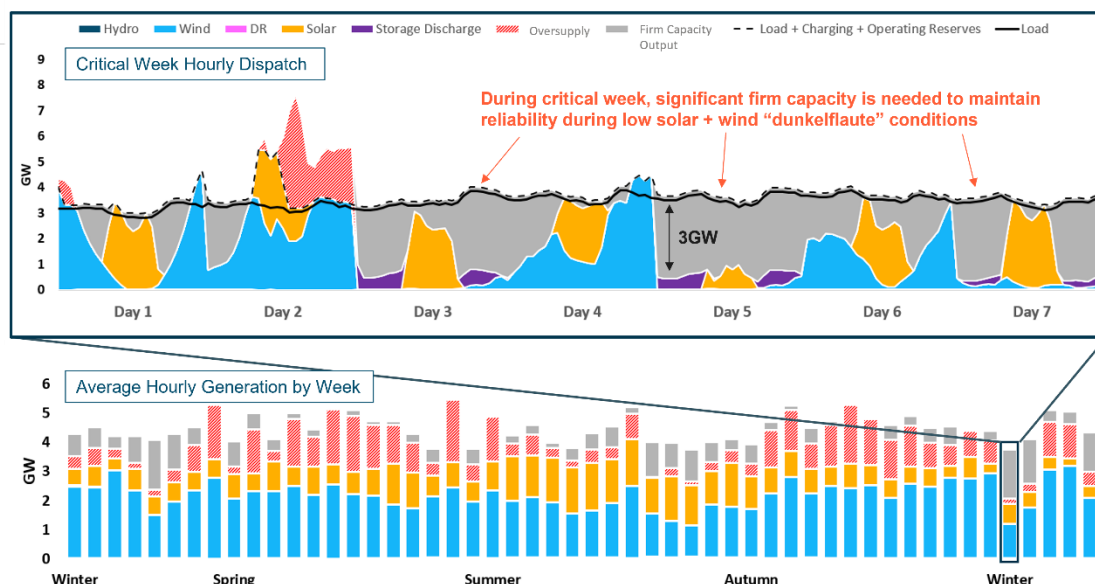 Hydro Wind DR Solar Storage Discharge Oversupply Firm Capacity Output Load + Charging + Operating Reserves Load
Critical Week Hourly Dispatch
During critical week, significant firm capacity is needed to maintain
reliability during low solar + wind “dunkelflaute” conditions
GW
9
8
7
6
5
4
3
2
1
0
3GW
Day 1 Day 2 Day 3 Day 4 Day 5 Day 6 Day 7
Average Hourly Generation by Week
GW
6
5
4
3
2
1
0
Winter Spring Summer Autumn Winter